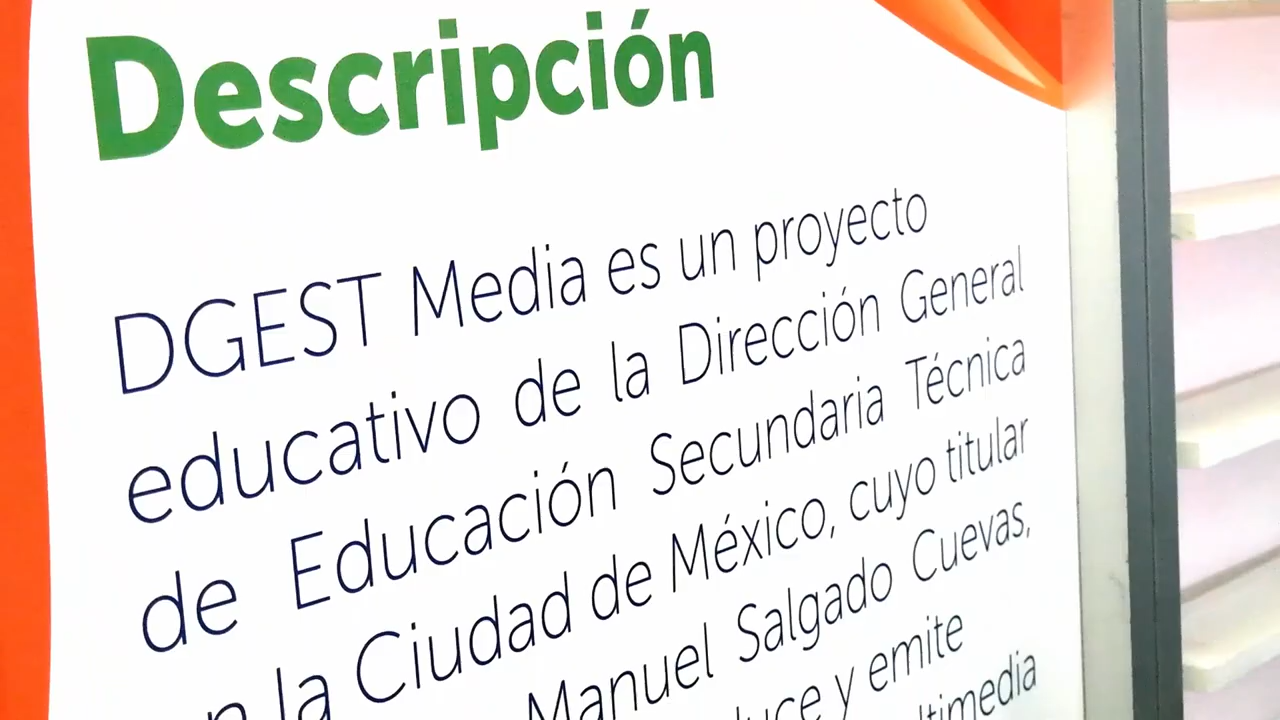 Descripción
DGEST Media es un proyecto
educativo de la Dirección General
de Educación Secundaria Técnica
la Ciudad de México, cuyo titular
Manuel Salgado Cuevas,
y emite